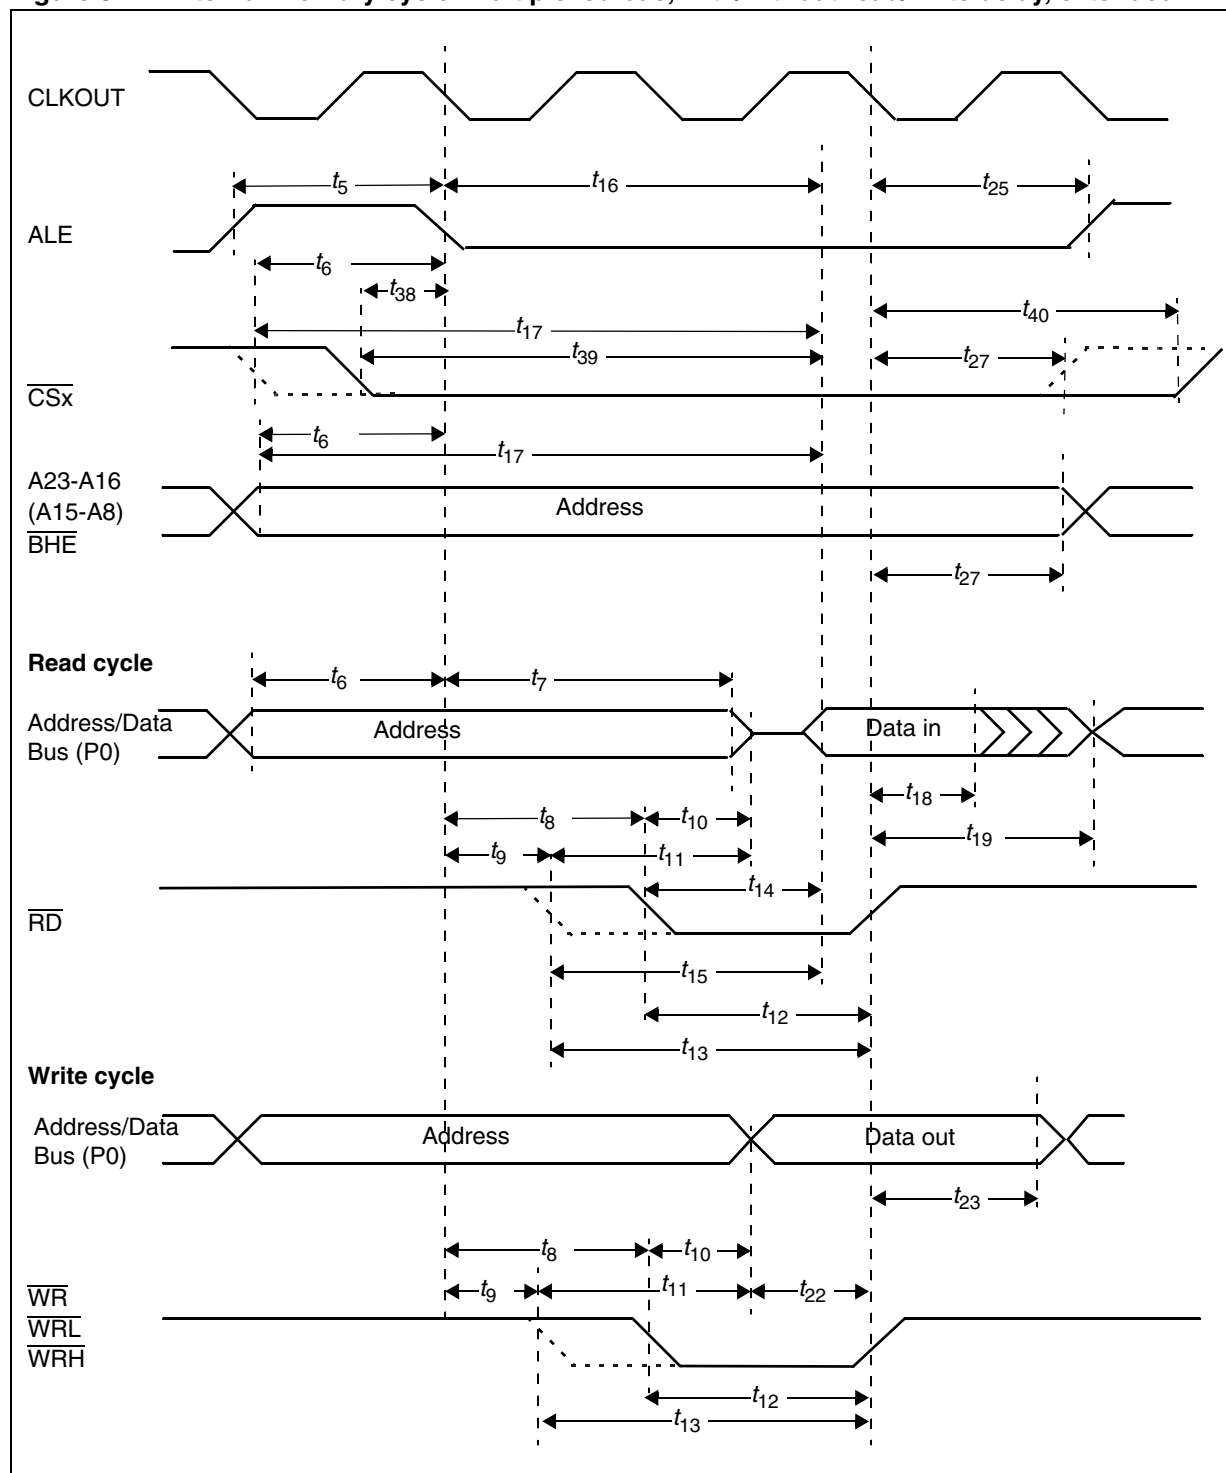 CLKOUT
t5
t16
t25
ALE
t6
t38
t17
t40
t39
t27
CSx
t6
t17
A23-A16
(A15-A8)
BHE
Address
t27
Read cycle
t6
t7
Address/Data
Bus (P0)
Address
Data in
t18
t8
t10
t19
t9
t11
t14
RD
t15
t12
t13
Write cycle
Address/Data
Bus (P0)
Address
Data out
t23
t8
t10
t9
t11
t22
WR
WRL
WRH
t12
t13